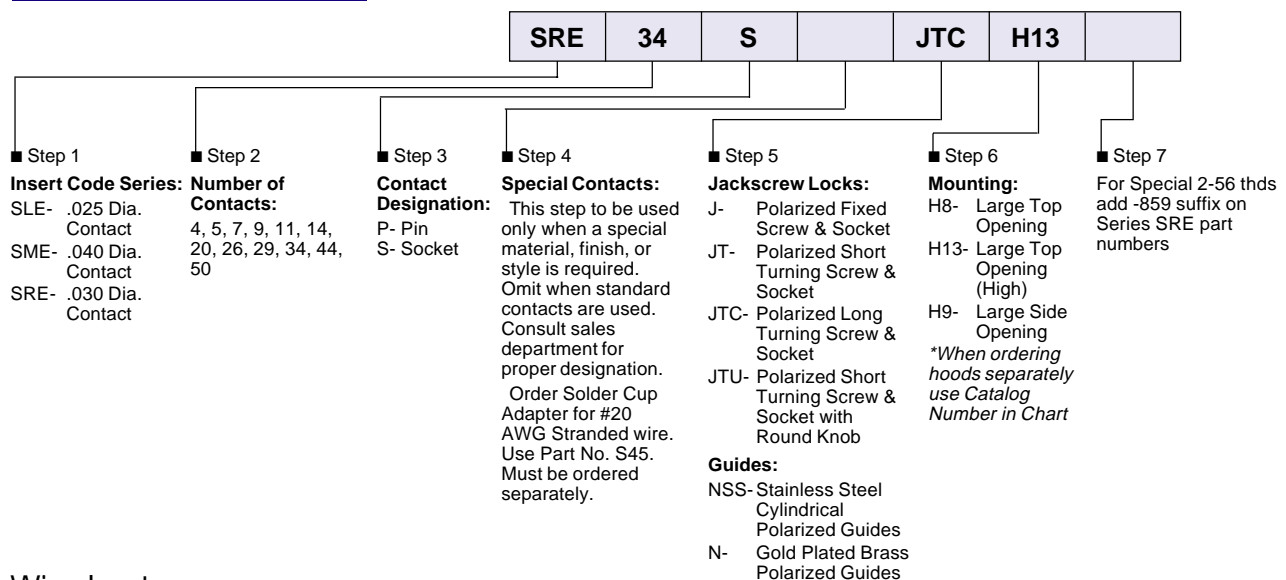 SRE 34 S JTC H13
■ Step 1
Insert Code Series:
SLE- .025 Dia.
Contact
SME- .040 Dia.
Contact
SRE- .030 Dia.
Contact
■ Step 2
Number of
Contacts:
4, 5, 7, 9, 11, 14,
20, 26, 29, 34, 44,
50
■ Step 3
Contact
Designation:
P- Pin
S- Socket
■ Step 4
Special Contacts:
This step to be used
only when a special
material, finish, or
style is required.
Omit when standard
contacts are used.
Consult sales
department for
proper designation.
Order Solder Cup
Adapter for #20
AWG Stranded wire.
Use Part No. S45.
Must be ordered
separately.
■ Step 5
Jackscrew Locks:
J- Polarized Fixed
Screw & Socket
JT- Polarized Short
Turning Screw &
Socket
JTC- Polarized Long
Turning Screw &
Socket
JTU- Polarized Short
Turning Screw &
Socket with
Round Knob
Guides:
NSS- Stainless Steel
Cylindrical
Polarized Guides
N- Gold Plated Brass
Polarized Guides
■ Step 6
Mounting:
H8- Large Top
Opening
H13- Large Top
Opening
(High)
H9- Large Side
Opening
*When ordering
hoods separately
use Catalog
Number in Chart
■ Step 7
For Special 2-56 thds
add -859 suffix on
Series SRE part
numbers